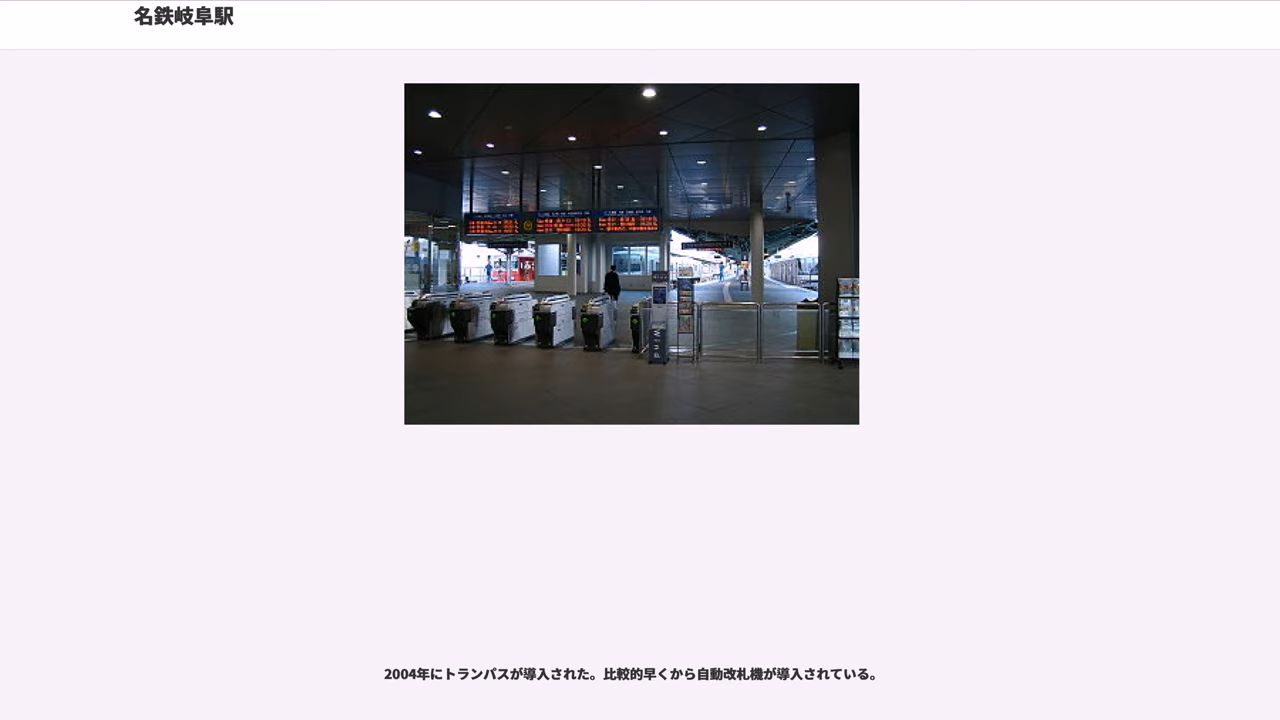 名鉄岐阜駅
Wind
2004年にトランパスが導入された。比較的早くから自動改札機が導入されている。